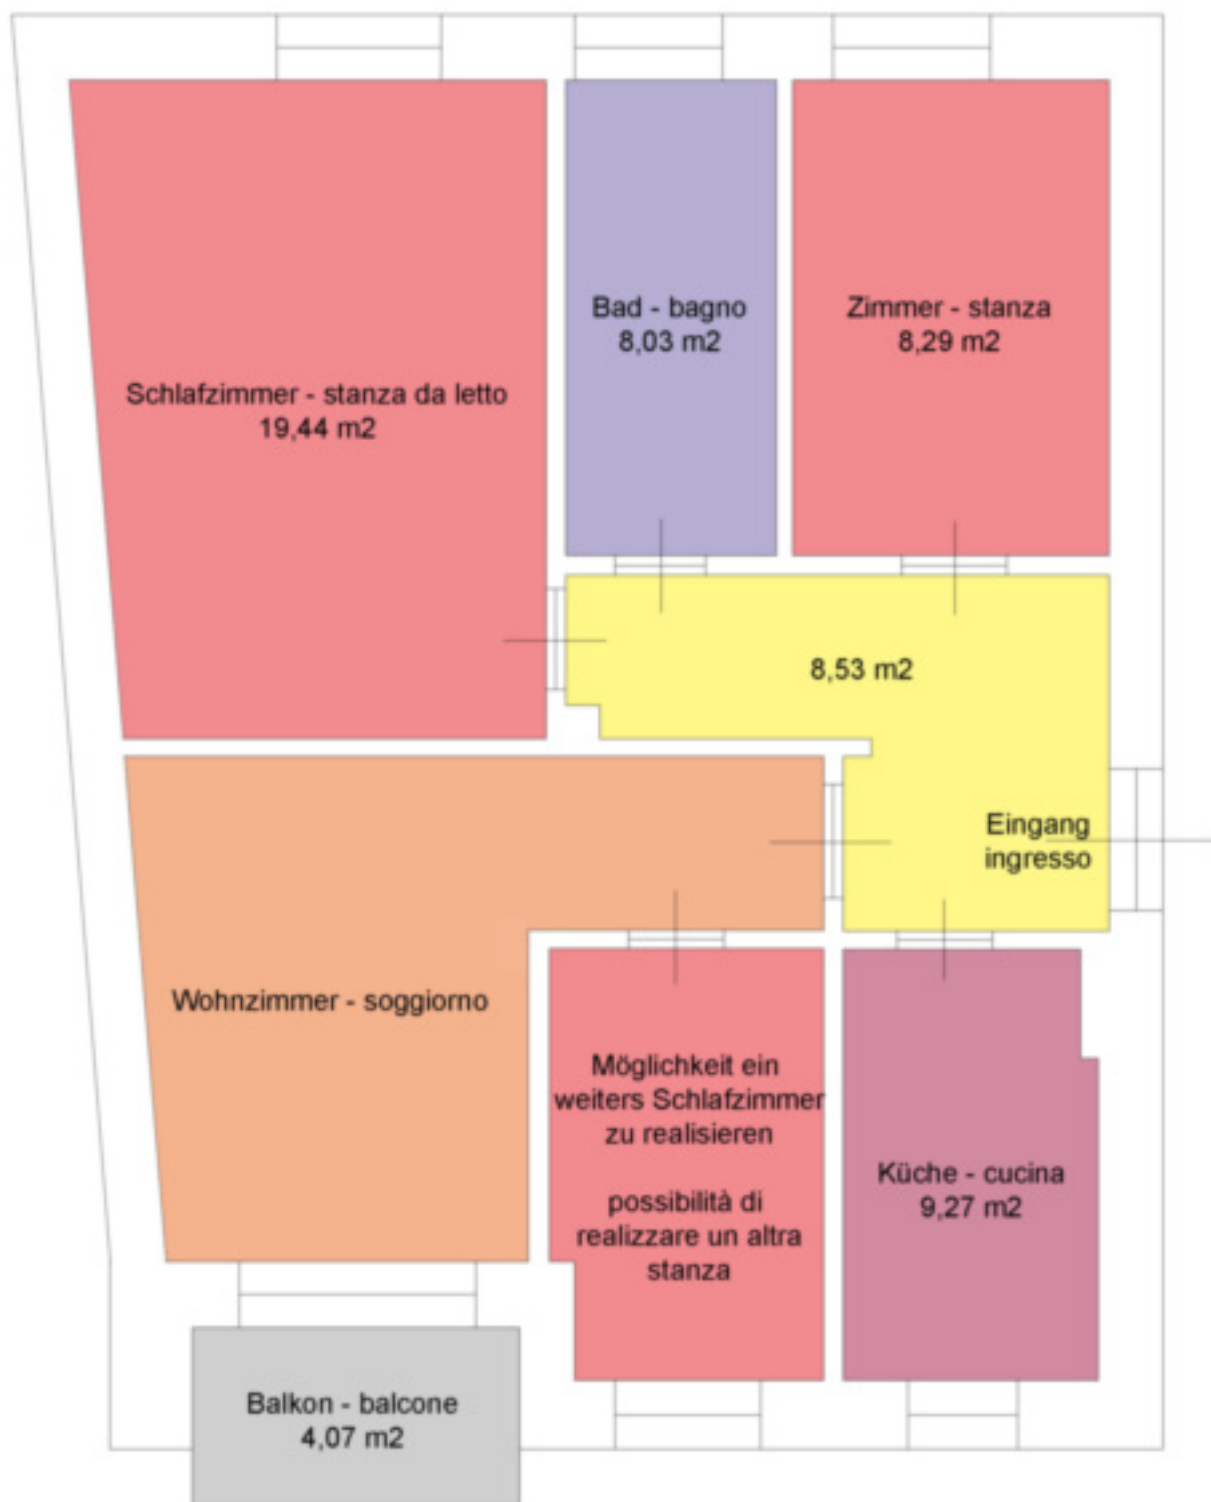 Bad - bagno
8,03 m2
Zimmer - stanza
8,29 m2
Schlafzimmer - stanza da letto
19,44 m2
8,53 m2
Eingang
ingresso
Wohnzimmer - soggiorno
Möglichkeit ein
weiters Schlafzimmer
zu realisieren
possibilità di
realizzare un altra
stanza
Küche - cucina
9,27 m2
Balkon - balcone
4,07 m2